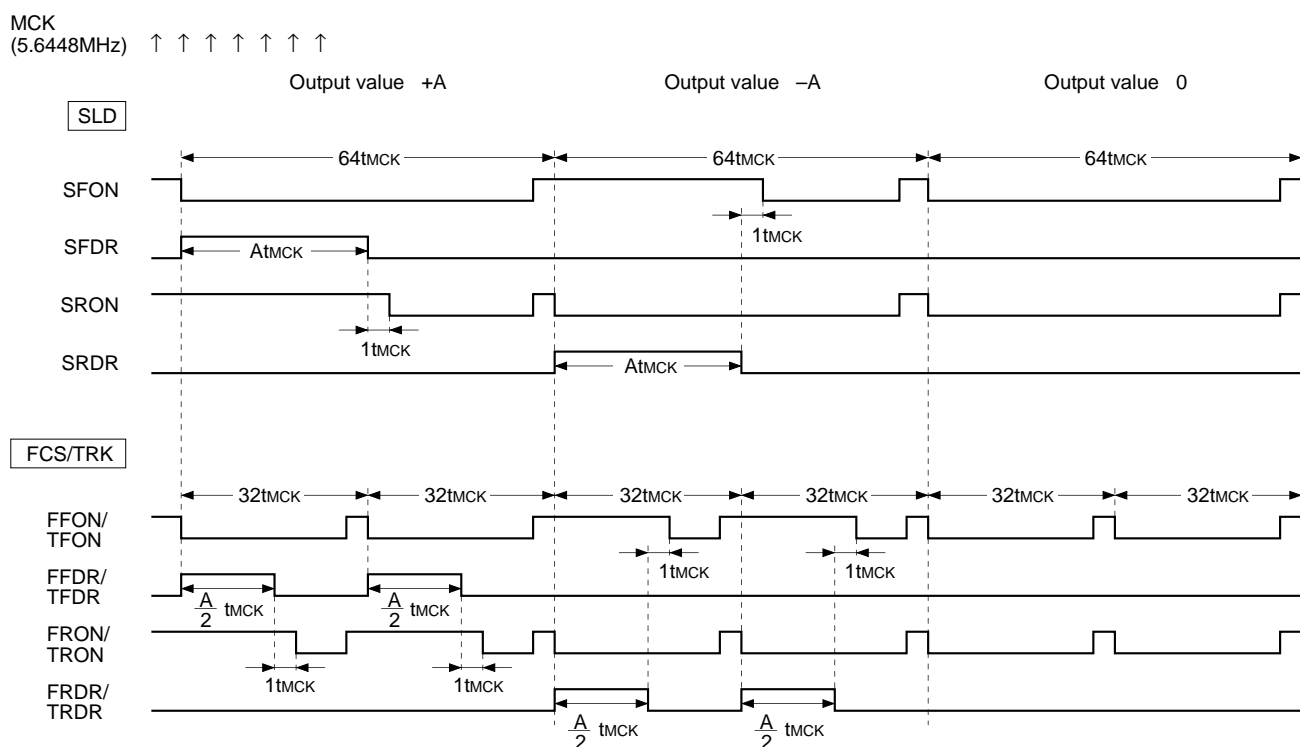 MCK
(5.6448MHz) ↑ ↑ ↑ ↑ ↑ ↑ ↑
Output value +A Output value –A Output value 0
SLD
64tMCK 64tMCK 64tMCK
SFON
1tMCK
SFDR
AtMCK
SRON
1tMCK
SRDR
AtMCK
FCS/TRK
32tMCK 32tMCK 32tMCK 32tMCK 32tMCK 32tMCK
FFON/
TFON
1tMCK 1tMCK
FFDR/
TFDR
A/2 tMCK A/2 tMCK
FRON/
TRON
1tMCK 1tMCK
FRDR/
TRDR
A/2 tMCK A/2 tMCK